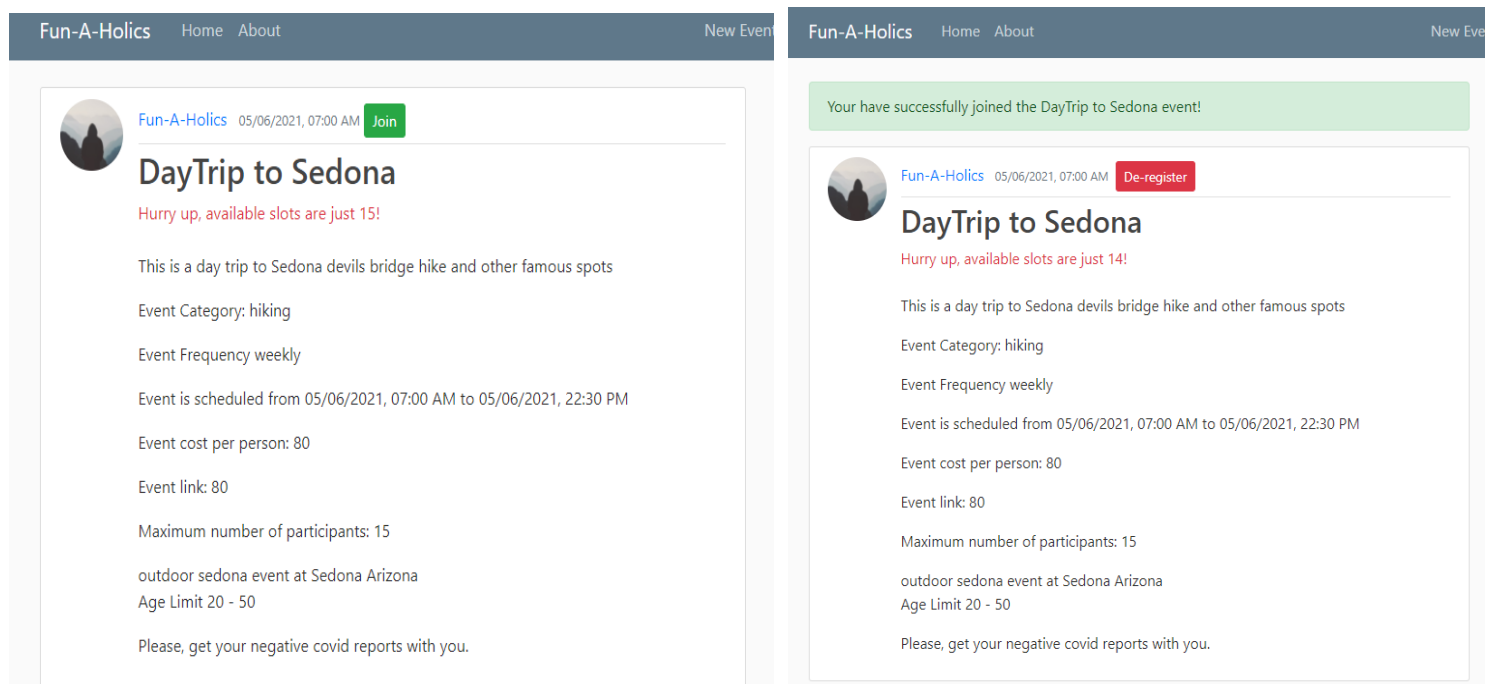 Fun-A-Holics Home About New Event
Fun-A-Holics 05/06/2021, 07:00 AM Join
DayTrip to Sedona
Hurry up, available slots are just 15!
This is a day trip to Sedona devils bridge hike and other famous spots
Event Category: hiking
Event Frequency weekly
Event is scheduled from 05/06/2021, 07:00 AM to 05/06/2021, 22:30 PM
Event cost per person: 80
Event link: 80
Maximum number of participants: 15
outdoor sedona event at Sedona Arizona
Age Limit 20 - 50
Please, get your negative covid reports with you.
Fun-A-Holics Home About New Eve
Your have successfully joined the DayTrip to Sedona event!
Fun-A-Holics 05/06/2021, 07:00 AM De-register
DayTrip to Sedona
Hurry up, available slots are just 14!
This is a day trip to Sedona devils bridge hike and other famous spots
Event Category: hiking
Event Frequency weekly
Event is scheduled from 05/06/2021, 07:00 AM to 05/06/2021, 22:30 PM
Event cost per person: 80
Event link: 80
Maximum number of participants: 15
outdoor sedona event at Sedona Arizona
Age Limit 20 - 50
Please, get your negative covid reports with you.